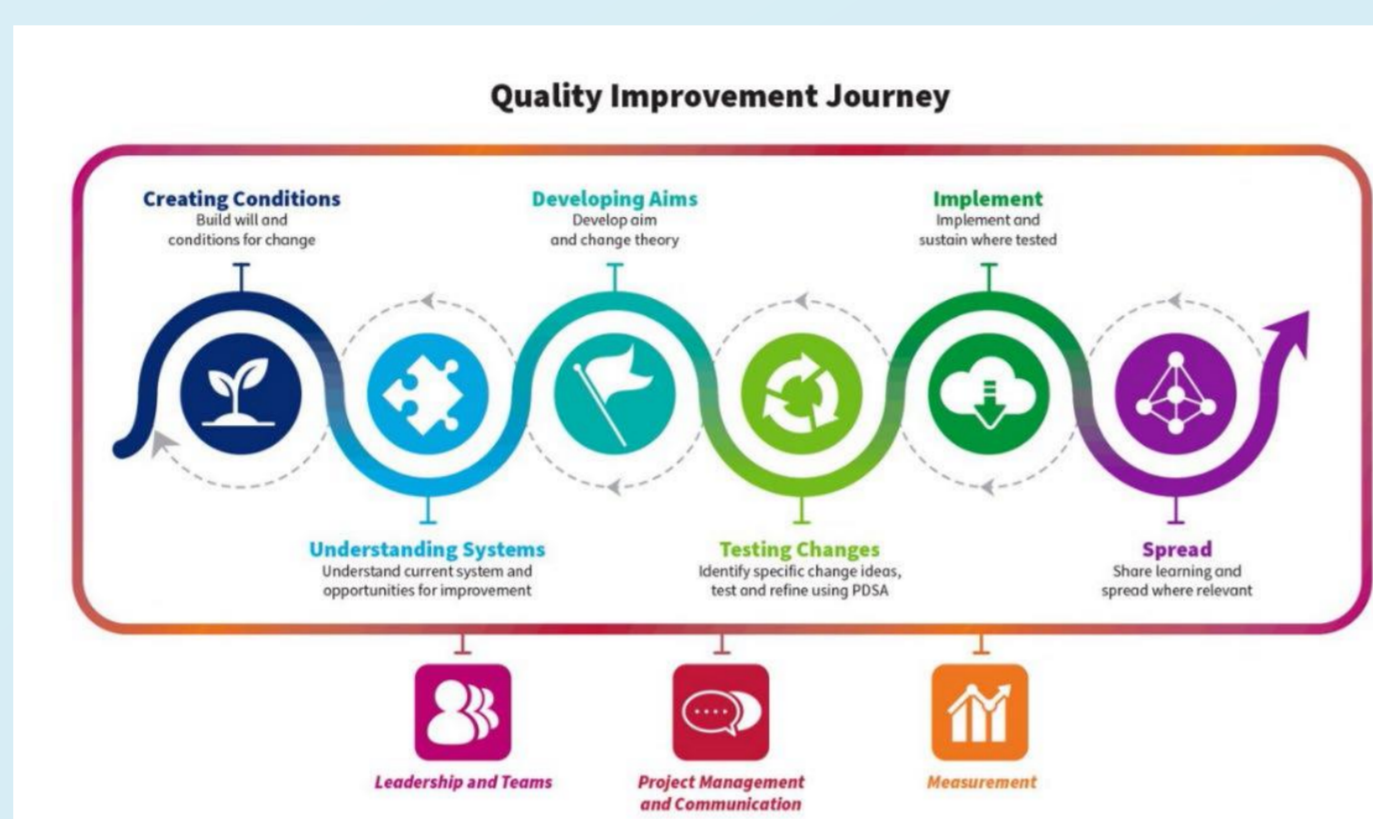 Quality Improvement Journey
Creating Conditions
Build will and
conditions for change
Understanding Systems
Understand current system and
opportunities for improvement
Developing Aims
Develop aim
and change theory
Testing Changes
Identify specific change ideas,
test and refine using PDSA
Implement
Implement and
sustain where tested
Spread
Share learning and
spread where relevant
Leadership and Teams
Project Management
and Communication
Measurement